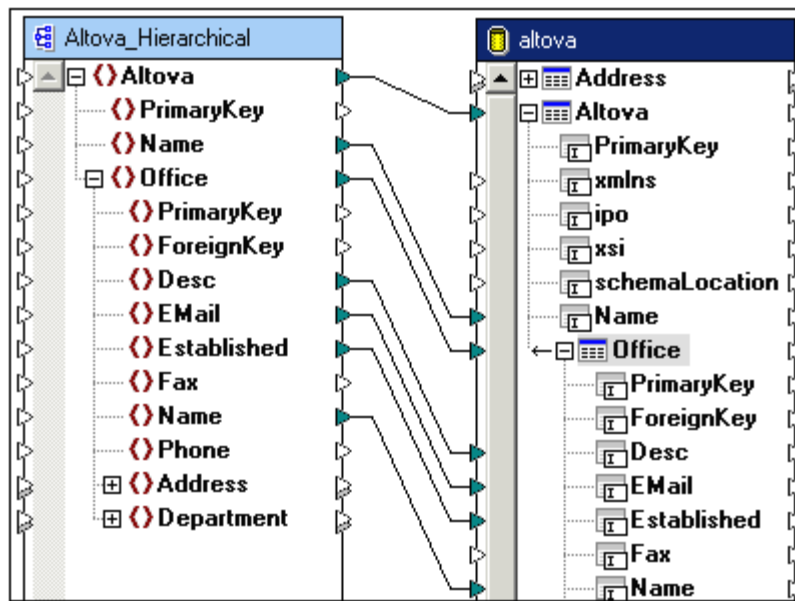 Altova_Hierarchical
Altova
PrimaryKey
Name
Office
PrimaryKey
ForeignKey
Desc
EMail
Established
Fax
Name
Phone
Address
Department
altova
Address
Altova
PrimaryKey
xmlns
ipo
xsi
schemaLocation
Name
Office
PrimaryKey
ForeignKey
Desc
EMail
Established
Fax
Name